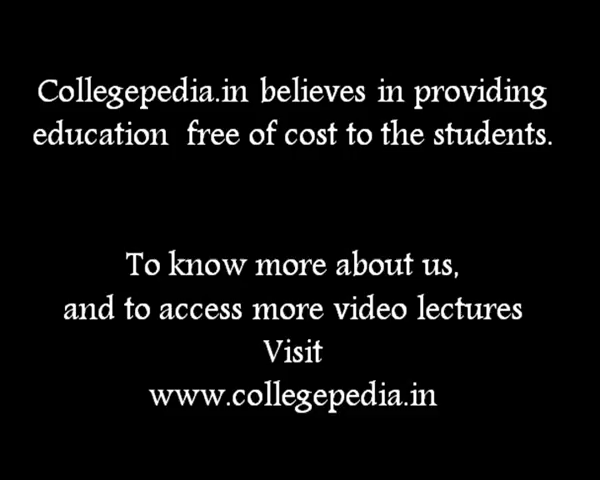 Collegepedia.in believes in providing
education  free of cost to the students.
To know more about us,
and to access more video lectures
Visit
www.collegepedia.in